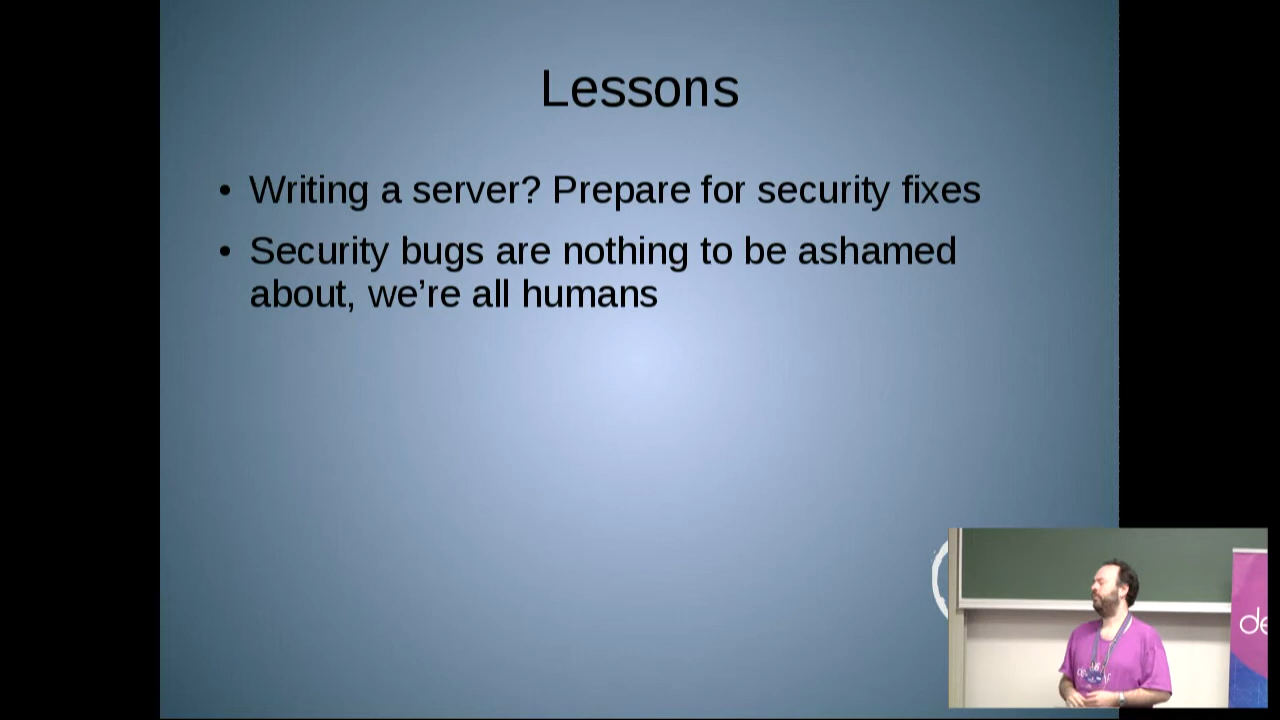 Lessons
• Writing a server? Prepare for security fixes
• Security bugs are nothing to be ashamed
about, we’re all humans
de